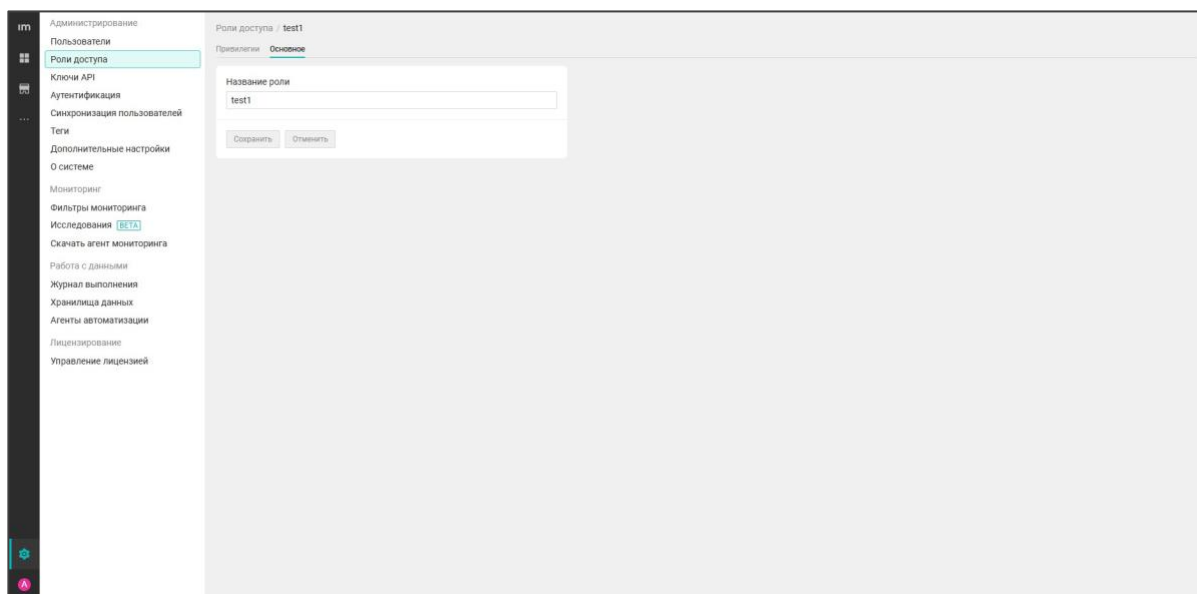 im
Администрирование
Пользователи
Роли доступа
Ключи API
Аутентификация
Синхронизация пользователей
Теги
Дополнительные настройки
О системе
Мониторинг
Фильтры мониторинга
Исследования BETA
Скачать агент мониторинга
Работа с данными
Журнал выполнения
Хранилища данных
Агенты автоматизации
Лицензирование
Управление лицензией
A
Роли доступа / test1
Привилегии Основное
Название роли
test1
Сохранить Отменить